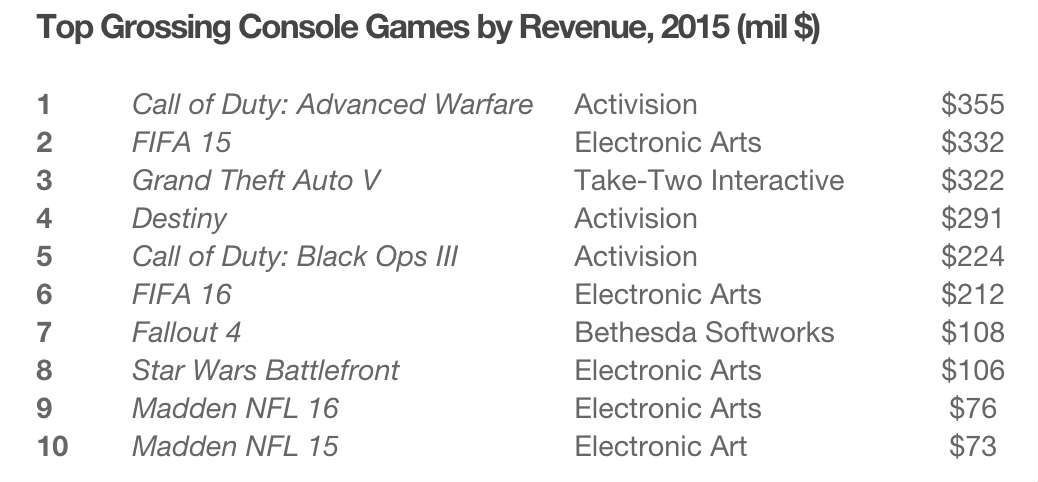 Top Grossing Console Games by Revenue, 2015 (mil $)
1 Call of Duty: Advanced Warfare Activision $355
2 FIFA 15 Electronic Arts $332
3 Grand Theft Auto V Take-Two Interactive $322
4 Destiny Activision $291
5 Call of Duty: Black Ops III Activision $224
6 FIFA 16 Electronic Arts $212
7 Fallout 4 Bethesda Softworks $108
8 Star Wars Battlefront Electronic Arts $106
9 Madden NFL 16 Electronic Arts $76
10 Madden NFL 15 Electronic Art $73